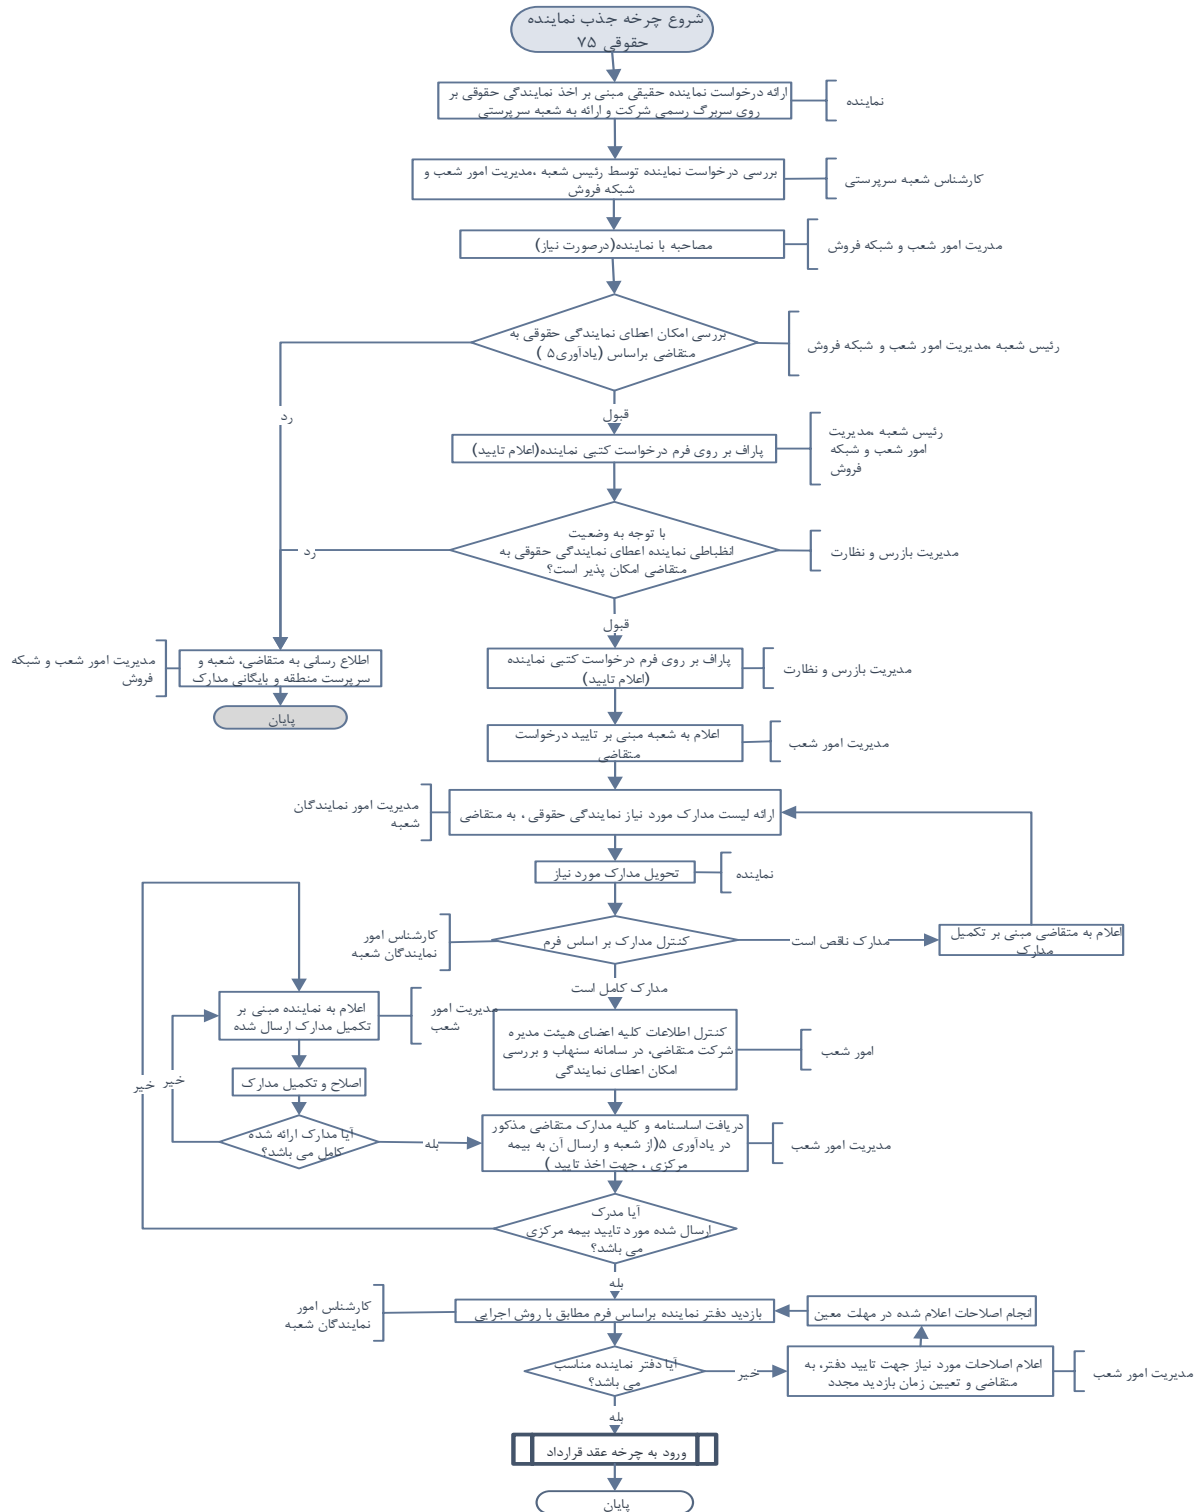 شروع چرخه جذب نماینده
حقوقی ۷۵
ارائه درخواست نماینده حقیقی مبنی بر اخذ نمایندگی حقوقی بر
روی سربرگ رسمی شرکت و ارائه به شعبه سرپرستی
نماینده
بررسی درخواست نماینده توسط رئیس شعبه ،مدیریت امور شعب و
شبکه فروش
کارشناس شعبه سرپرستی
مصاحبه با نماینده(درصورت نیاز)
مدریت امور شعب و شبکه فروش
بررسی امکان اعطای نمایندگی حقوقی به
متقاضی براساس (یادآوری۵ )
رئیس شعبه ،مدیریت امور شعب و شبکه فروش
رد
قبول
پاراف بر روی فرم درخواست کتبی نماینده(اعلام تایید)
رئیس شعبه ،مدیریت
امور شعب و شبکه
فروش
با توجه به وضعیت
انظباطی نماینده اعطای نمایندگی حقوقی به
متقاضی امکان پذیر است؟
مدیریت بازرس و نظارت
رد
قبول
اطلاع رسانی به متقاضی، شعبه و
سرپرست منطقه و بایگانی مدارک
مدیریت امور شعب و شبکه
فروش
پایان
پاراف بر روی فرم درخواست کتبی نماینده
(اعلام تایید)
مدیریت بازرس و نظارت
اعلام به شعبه مبنی بر تایید درخواست
متقاضی
مدیریت امور شعب
ارائه لیست مدارک مورد نیاز نمایندگی حقوقی ، به متقاضی
مدیریت امور نمایندگان
شعبه
تحویل مدارک مورد نیاز
نماینده
کنترل مدارک بر اساس فرم
کارشناس امور
نمایندگان شعبه
مدارک ناقص است
اعلام به متقاضی مبنی بر تکمیل
مدارک
مدارک کامل است
اعلام به نماینده مبنی بر
تکمیل مدارک ارسال شده
مدیریت امور
شعب
کنترل اطلاعات کلیه اعضای هیئت مدیره
شرکت متقاضی، در سامانه سنهاب و بررسی
امکان اعطای نمایندگی
امور شعب
اصلاح و تکمیل مدارک
خیر
خیر
آیا مدارک ارائه شده
کامل می باشد؟
بله
دریافت اساسنامه و کلیه مدارک متقاضی مذکور
در یادآوری ۵(از شعبه و ارسال آن به بیمه
مرکزی ، جهت اخذ تایید )
مدیریت امور شعب
آیا مدرک
ارسال شده مورد تایید بیمه مرکزی
می باشد؟
بله
بازدید دفتر نماینده براساس فرم مطابق با روش اجرایی
کارشناس امور
نمایندگان شعبه
انجام اصلاحات اعلام شده در مهلت معین
آیا دفتر نماینده مناسب
می باشد؟
خیر
اعلام اصلاحات مورد نیاز جهت تایید دفتر، به
متقاضی و تعیین زمان بازدید مجدد
مدیریت امور شعب
بله
ورود به چرخه عقد قرارداد
پایان